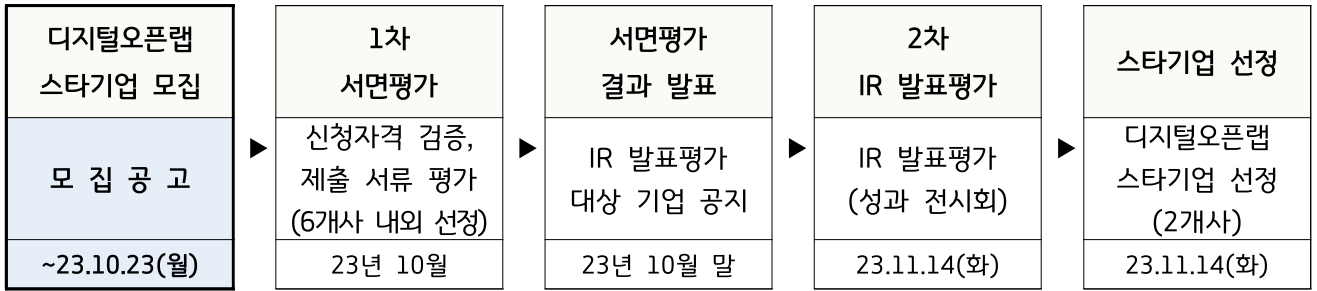 디지털오픈랩
스타기업 모집
모 집 공 고
~23.10.23(월)
▶
1차
서면평가
신청자격 검증,
제출 서류 평가
(6개사 내외 선정)
23년 10월
▶
서면평가
결과 발표
IR 발표평가
대상 기업 공지
23년 10월 말
▶
2차
IR 발표평가
IR 발표평가
(성과 전시회)
23.11.14(화)
▶
스타기업 선정
디지털오픈랩
스타기업 선정
(2개사)
23.11.14(화)